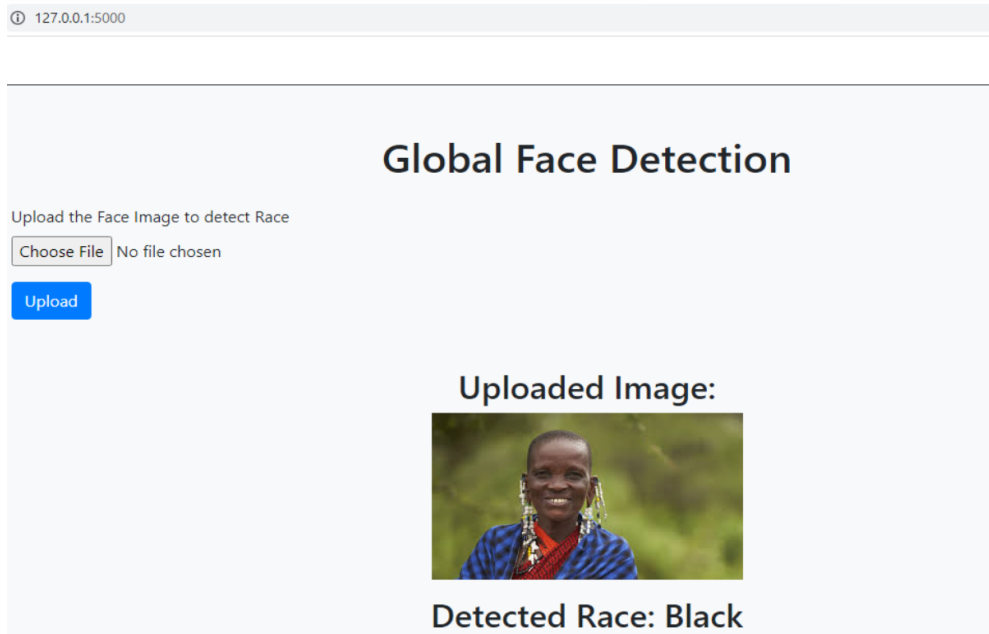 127.0.0.1:5000
Global Face Detection
Upload the Face Image to detect Race
Choose File No file chosen
Upload
Uploaded Image:
Detected Race: Black